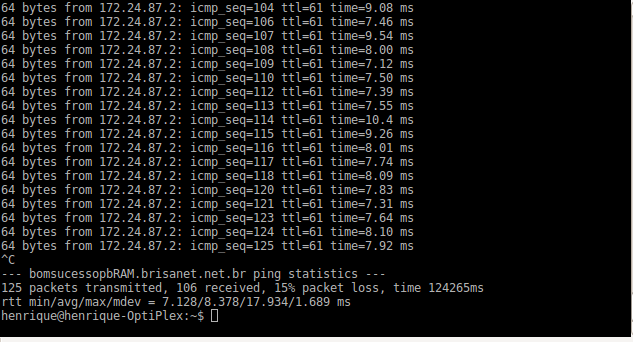 64 bytes from 172.24.87.2: icmp_seq=104 ttl=61 time=9.08 ms
64 bytes from 172.24.87.2: icmp_seq=106 ttl=61 time=7.46 ms
64 bytes from 172.24.87.2: icmp_seq=107 ttl=61 time=9.54 ms
64 bytes from 172.24.87.2: icmp_seq=108 ttl=61 time=8.00 ms
64 bytes from 172.24.87.2: icmp_seq=109 ttl=61 time=7.12 ms
64 bytes from 172.24.87.2: icmp_seq=110 ttl=61 time=7.50 ms
64 bytes from 172.24.87.2: icmp_seq=112 ttl=61 time=7.39 ms
64 bytes from 172.24.87.2: icmp_seq=113 ttl=61 time=7.55 ms
64 bytes from 172.24.87.2: icmp_seq=114 ttl=61 time=10.4 ms
64 bytes from 172.24.87.2: icmp_seq=115 ttl=61 time=9.26 ms
64 bytes from 172.24.87.2: icmp_seq=116 ttl=61 time=8.01 ms
64 bytes from 172.24.87.2: icmp_seq=117 ttl=61 time=7.74 ms
64 bytes from 172.24.87.2: icmp_seq=118 ttl=61 time=8.09 ms
64 bytes from 172.24.87.2: icmp_seq=120 ttl=61 time=7.83 ms
64 bytes from 172.24.87.2: icmp_seq=121 ttl=61 time=7.31 ms
64 bytes from 172.24.87.2: icmp_seq=123 ttl=61 time=7.64 ms
64 bytes from 172.24.87.2: icmp_seq=124 ttl=61 time=8.10 ms
64 bytes from 172.24.87.2: icmp_seq=125 ttl=61 time=7.92 ms
^C
--- bomsucessopbRAM.brisanet.net.br ping statistics ---
125 packets transmitted, 106 received, 15% packet loss, time 124265ms
rtt min/avg/max/mdev = 7.128/8.378/17.934/1.689 ms
henrique@henrique-OptiPlex:~$